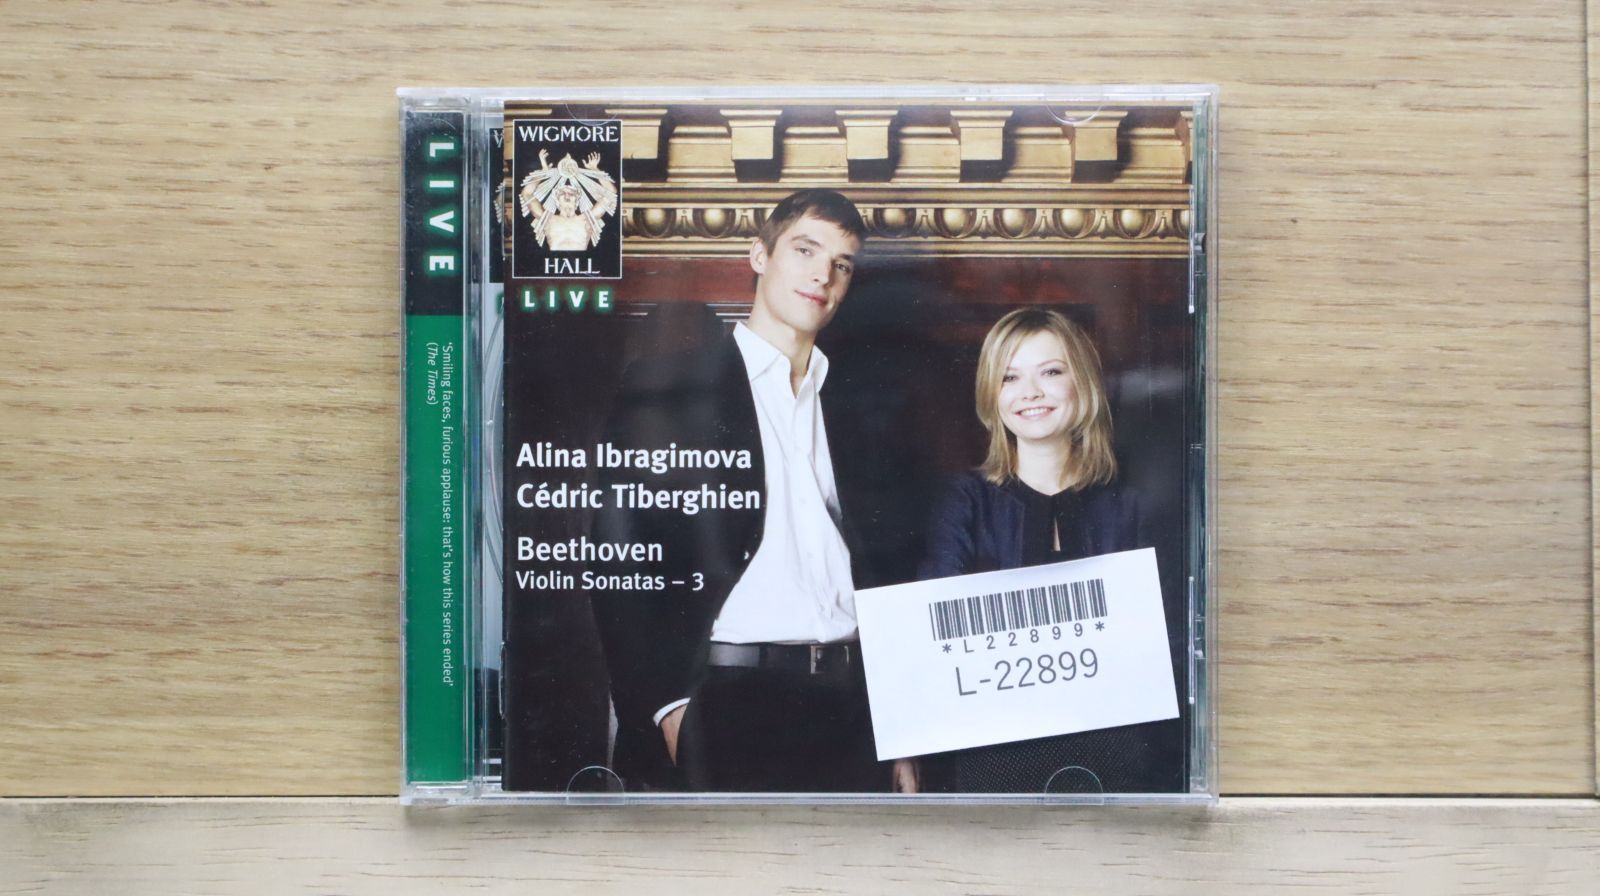 LIVE
'Smiling faces, furious applause: that's how this series ended'
(The Times)
WIGMORE
HALL
LIVE
Alina Ibragimova
Cédric Tiberghien
Beethoven
Violin Sonatas – 3
*L22899*
L-22899